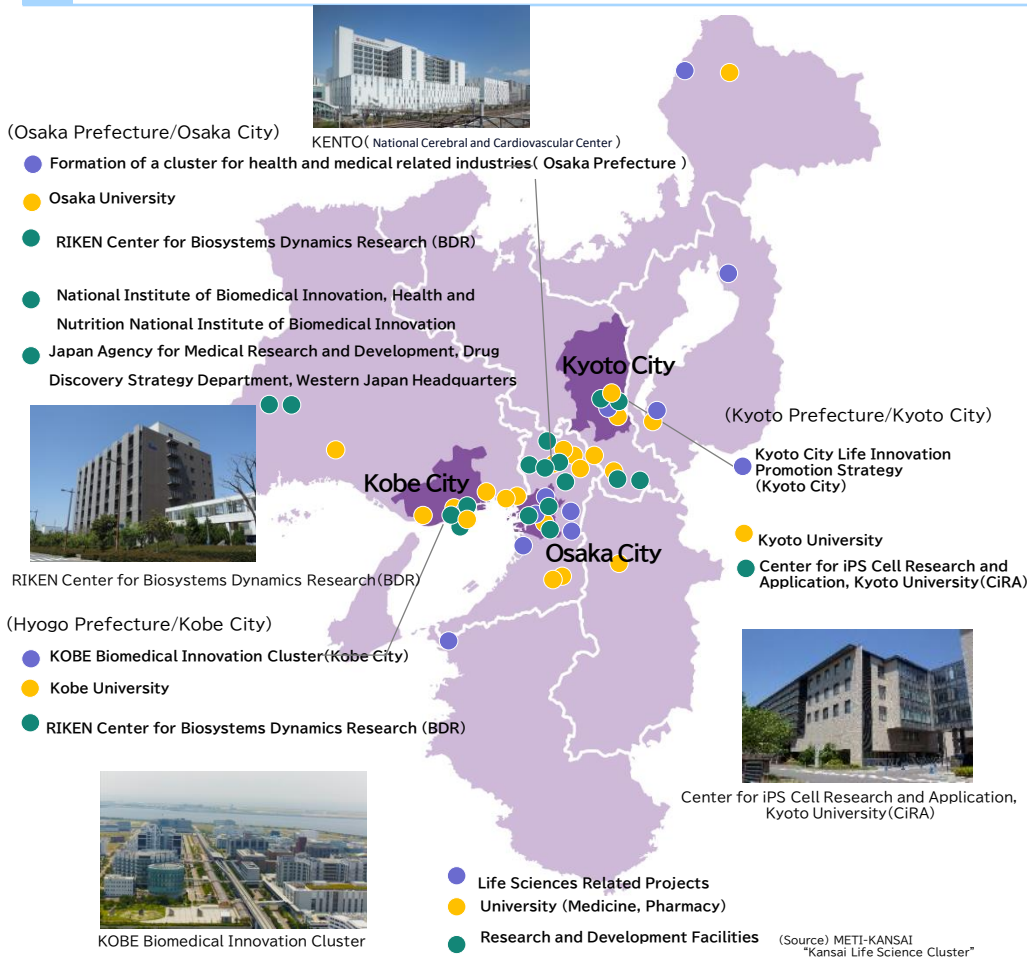 KENTO( National Cerebral and Cardiovascular Center )
(Osaka Prefecture/Osaka City)
Formation of a cluster for health and medical related industries( Osaka Prefecture )
Osaka University
RIKEN Center for Biosystems Dynamics Research (BDR)
National Institute of Biomedical Innovation, Health and
Nutrition National Institute of Biomedical Innovation
Japan Agency for Medical Research and Development, Drug
Discovery Strategy Department, Western Japan Headquarters
Kyoto City
(Kyoto Prefecture/Kyoto City)
Kyoto City Life Innovation
Promotion Strategy
(Kyoto City)
Kobe City
Kyoto University
Osaka City
Center for iPS Cell Research and
Application, Kyoto University(CiRA)
RIKEN Center for Biosystems Dynamics Research(BDR)
(Hyogo Prefecture/Kobe City)
KOBE Biomedical Innovation Cluster(Kobe City)
Kobe University
RIKEN Center for Biosystems Dynamics Research (BDR)
Center for iPS Cell Research and Application,
Kyoto University(CiRA)
Life Sciences Related Projects
University (Medicine, Pharmacy)
Research and Development Facilities
(Source) METI-KANSAI
"Kansai Life Science Cluster"
KOBE Biomedical Innovation Cluster